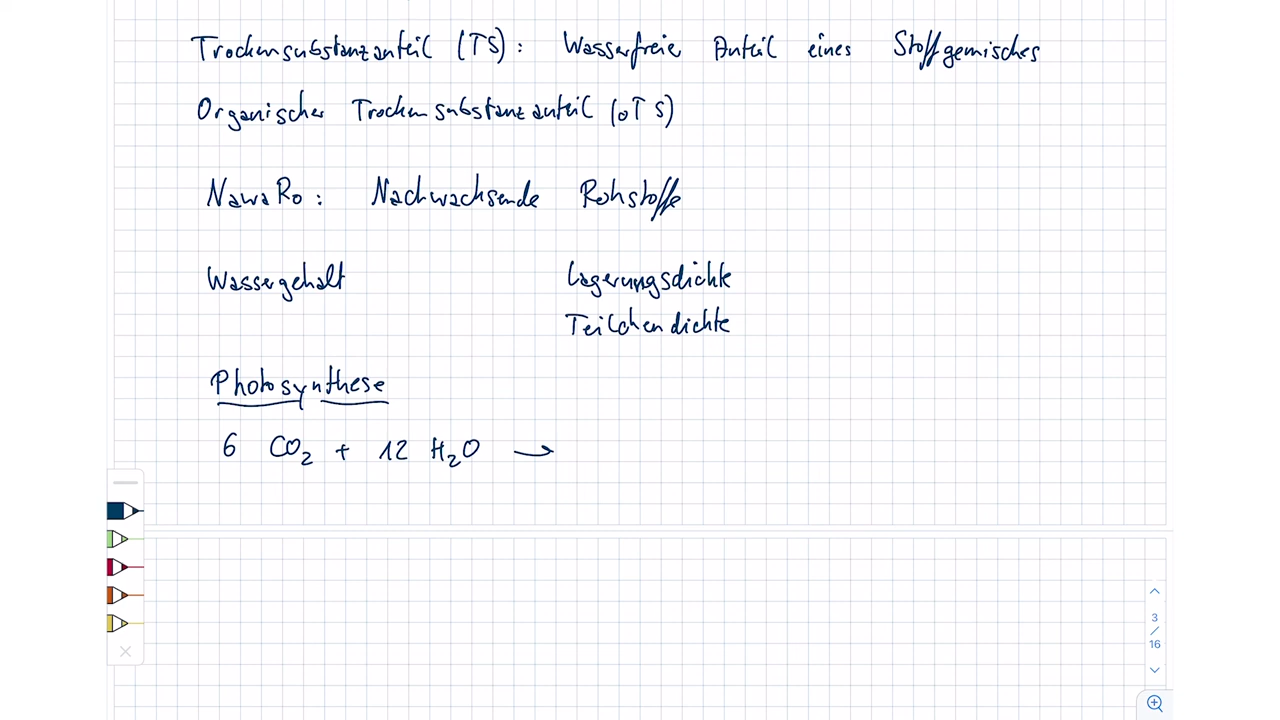 Trockensubstanzanteil (TS): Wasserfreie Anteil eines Stoffgemisches
Organischer Trockensubstanzanteil (oTS)
NawaRo: Nachwachsende Rohstoffe
Wassergehalt Lagerungsdichte
Teilchendichte
Photosynthese
6 CO₂ + 12 H₂O →
3
/
16